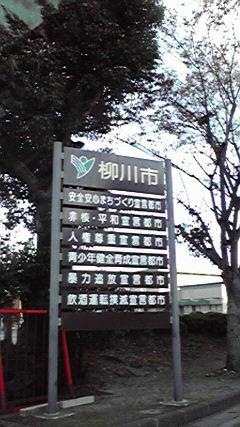 柳川市
安全安心まちづくり宣言都市
非核・平和宣言都市
人権尊重宣言都市
青少年健全育成宣言都市
暴力追放宣言都市
飲酒運転撲滅宣言都市